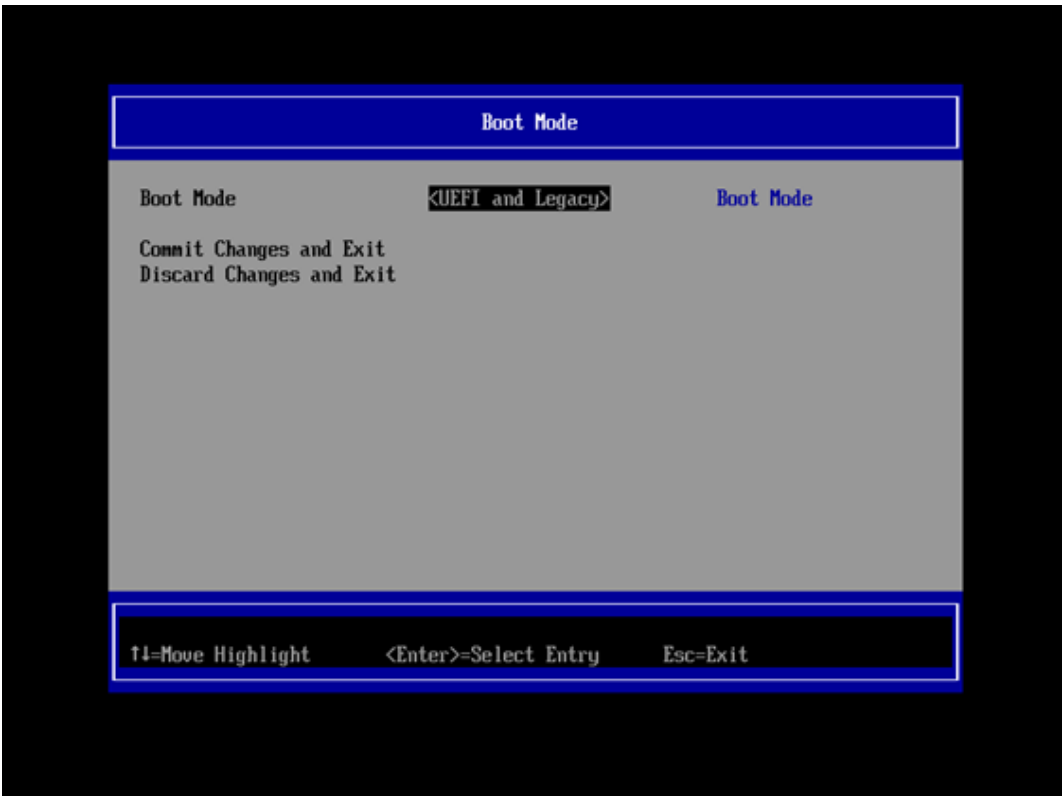 Boot Mode
Boot Mode <UEFI and Legacy> Boot Mode
Commit Changes and Exit
Discard Changes and Exit
↑↓=Move Highlight <Enter>=Select Entry Esc=Exit